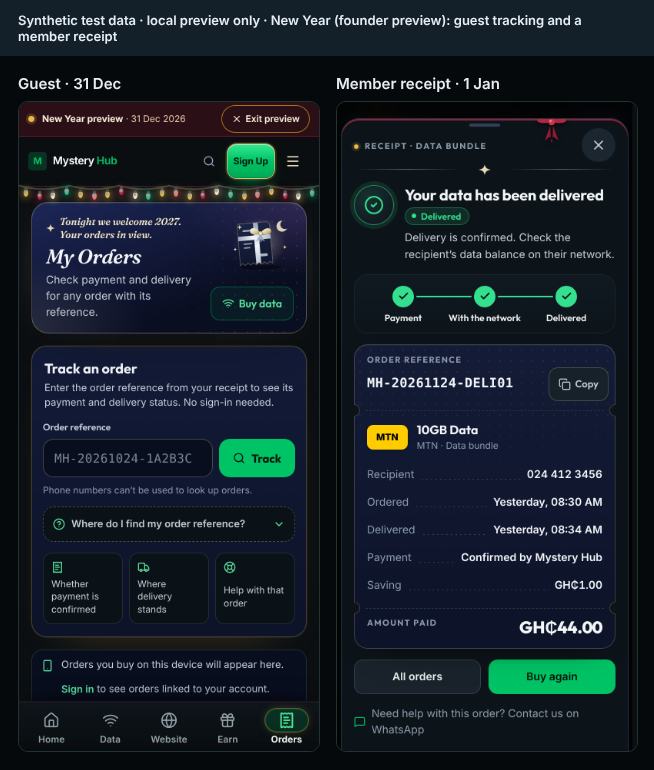 Synthetic test data · local preview only · New Year (founder preview): guest tracking and a
member receipt
Guest · 31 Dec
New Year preview · 31 Dec 2026
Exit preview
M
Mystery Hub
Sign Up
Tonight we welcome 2027.
Your orders in view.
My Orders
Check payment and delivery
for any order with its
reference.
Buy data
Track an order
Enter the order reference from your receipt to see its
payment and delivery status. No sign-in needed.
Order reference
MH-20261024-1A2B3C
Track
Phone numbers can't be used to look up orders.
Where do I find my order reference?
Whether
payment is
confirmed
Where
delivery
stands
Help with that
order
Orders you buy on this device will appear here.
Sign in to see orders linked to your account.
Home
Data
Website
Earn
Orders
Member receipt · 1 Jan
RECEIPT · DATA BUNDLE
Your data has been delivered
Delivered
Delivery is confirmed. Check the
recipient's data balance on their network.
Payment
With the network
Delivered
ORDER REFERENCE
MH-20261124-DELI01
Copy
MTN
10GB Data
MTN · Data bundle
Recipient 024 412 3456
Ordered Yesterday, 08:30 AM
Delivered Yesterday, 08:34 AM
Payment Confirmed by Mystery Hub
Saving GH₵1.00
AMOUNT PAID GH₵44.00
All orders
Buy again
Need help with this order? Contact us on
WhatsApp